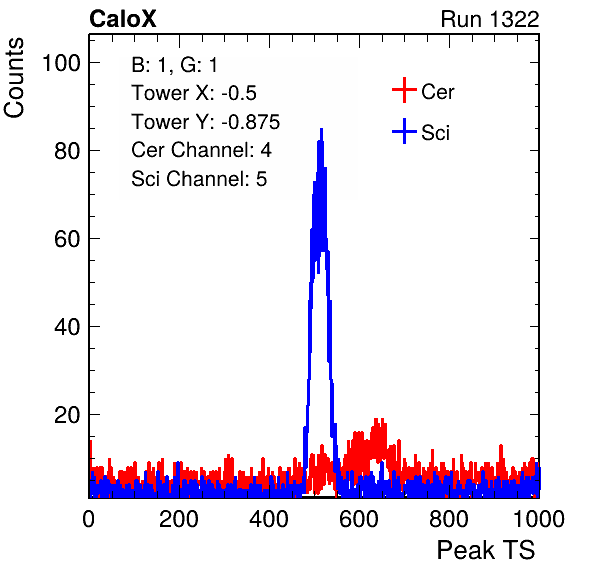 CaloX
Run 1322
Counts
B: 1, G: 1
Tower X: -0.5
Tower Y: -0.875
Cer Channel: 4
Sci Channel: 5
Cer
Sci
100
80
60
40
20
0 200 400 600 800 1000
Peak TS